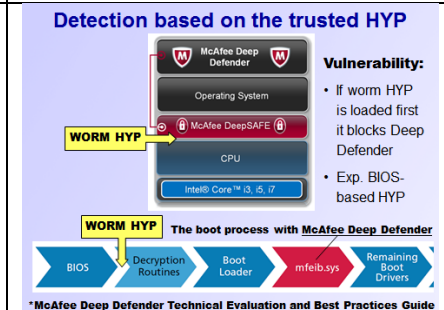 Detection based on the trusted HYP
McAfee Deep
Defender
Operating System
McAfee DeepSAFE
WORM HYP
CPU
Intel® Core™ i3, i5, i7
Vulnerability:
• If worm HYP
is loaded first
it blocks Deep
Defender
• Exp. BIOS-
based HYP
WORM HYP
The boot process with McAfee Deep Defender
BIOS
Decryption
Routines
Boot
Loader
mfeib.sys
Remaining
Boot
Drivers
*McAfee Deep Defender Technical Evaluation and Best Practices Guide